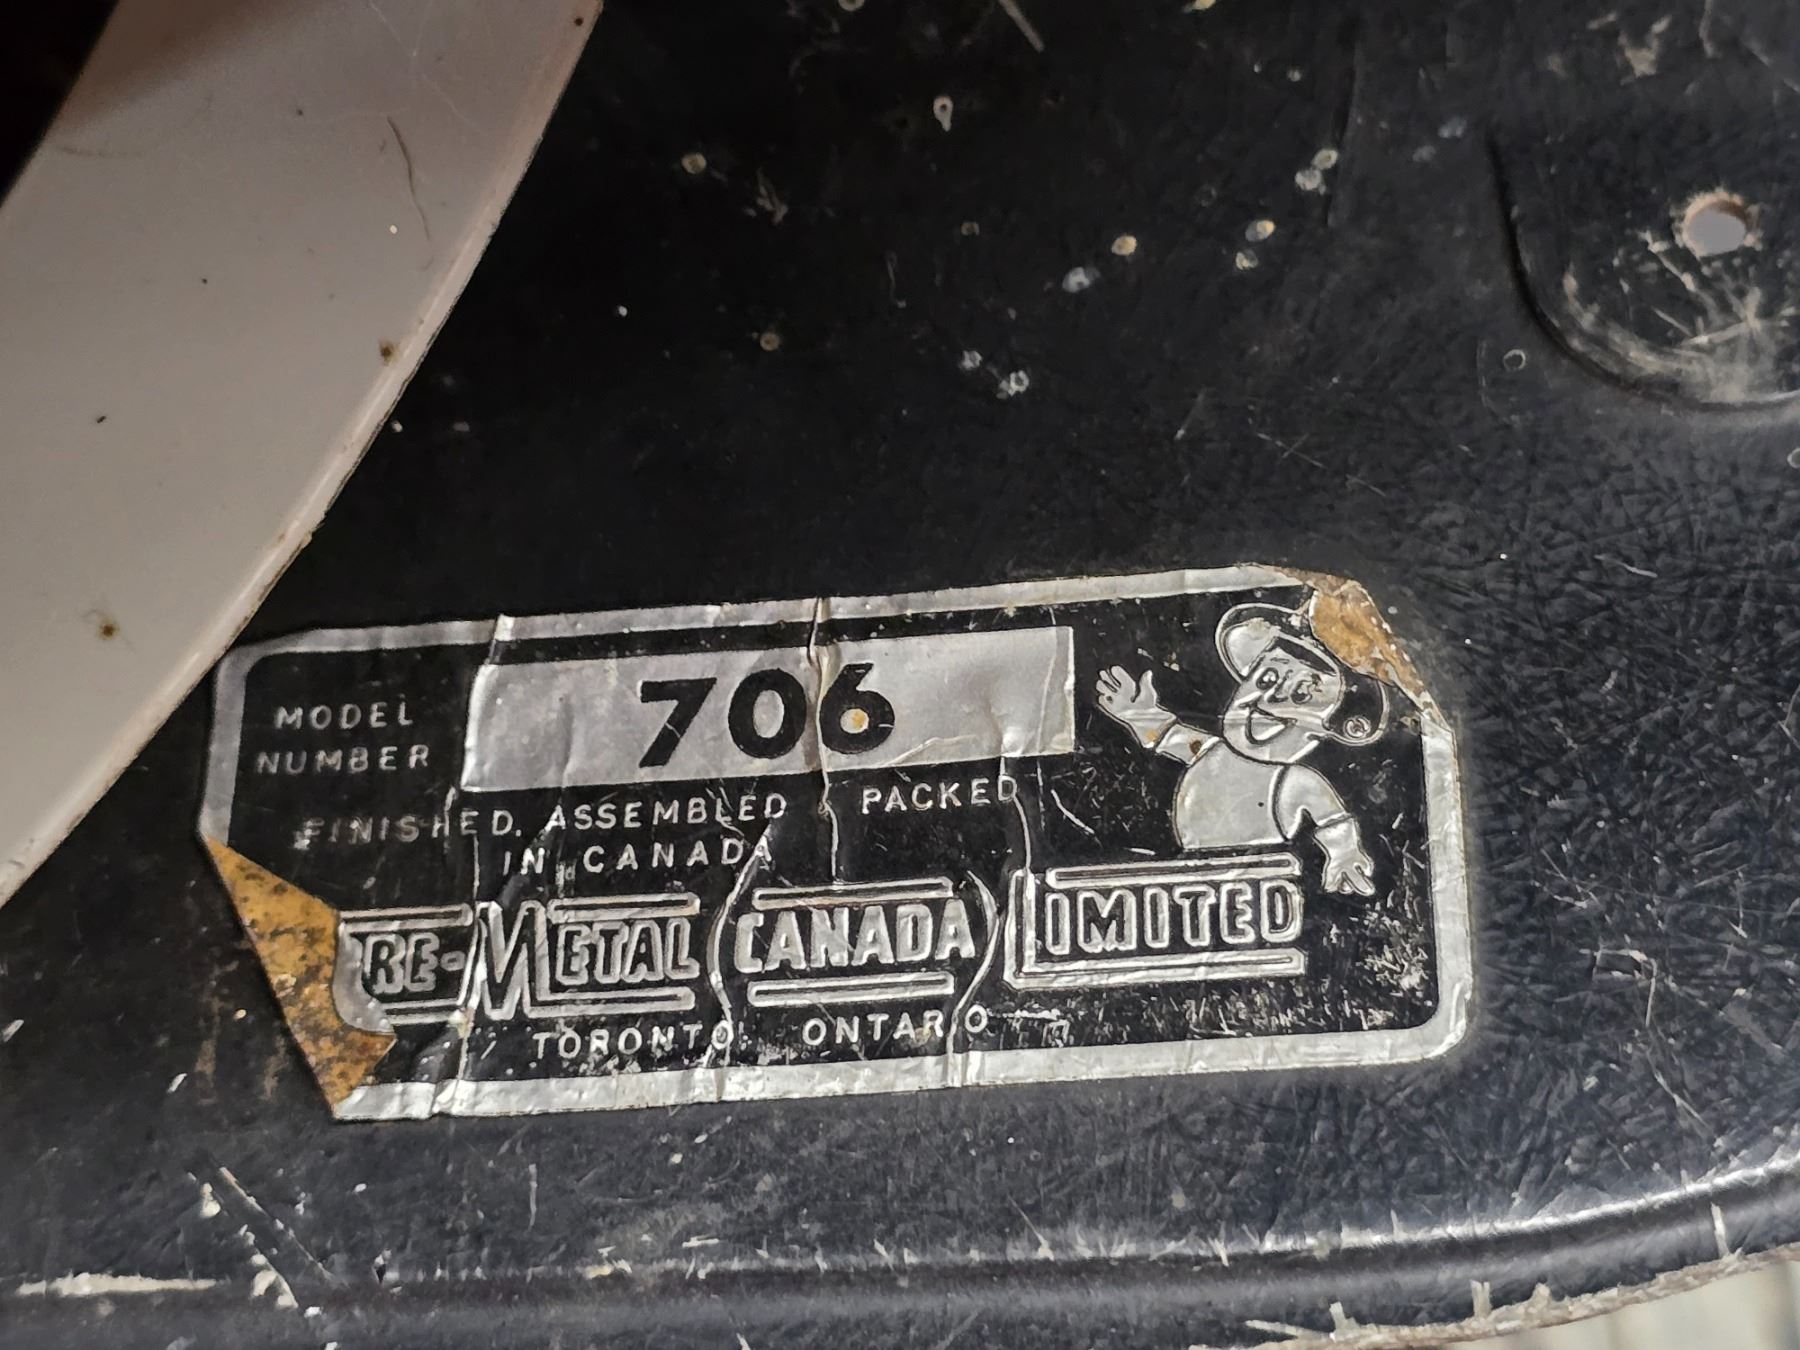 MODEL
NUMBER
706
FINISHED, ASSEMBLED PACKED
IN CANADA
RE-METAL CANADA LIMITED
TORONTO ONTARIO